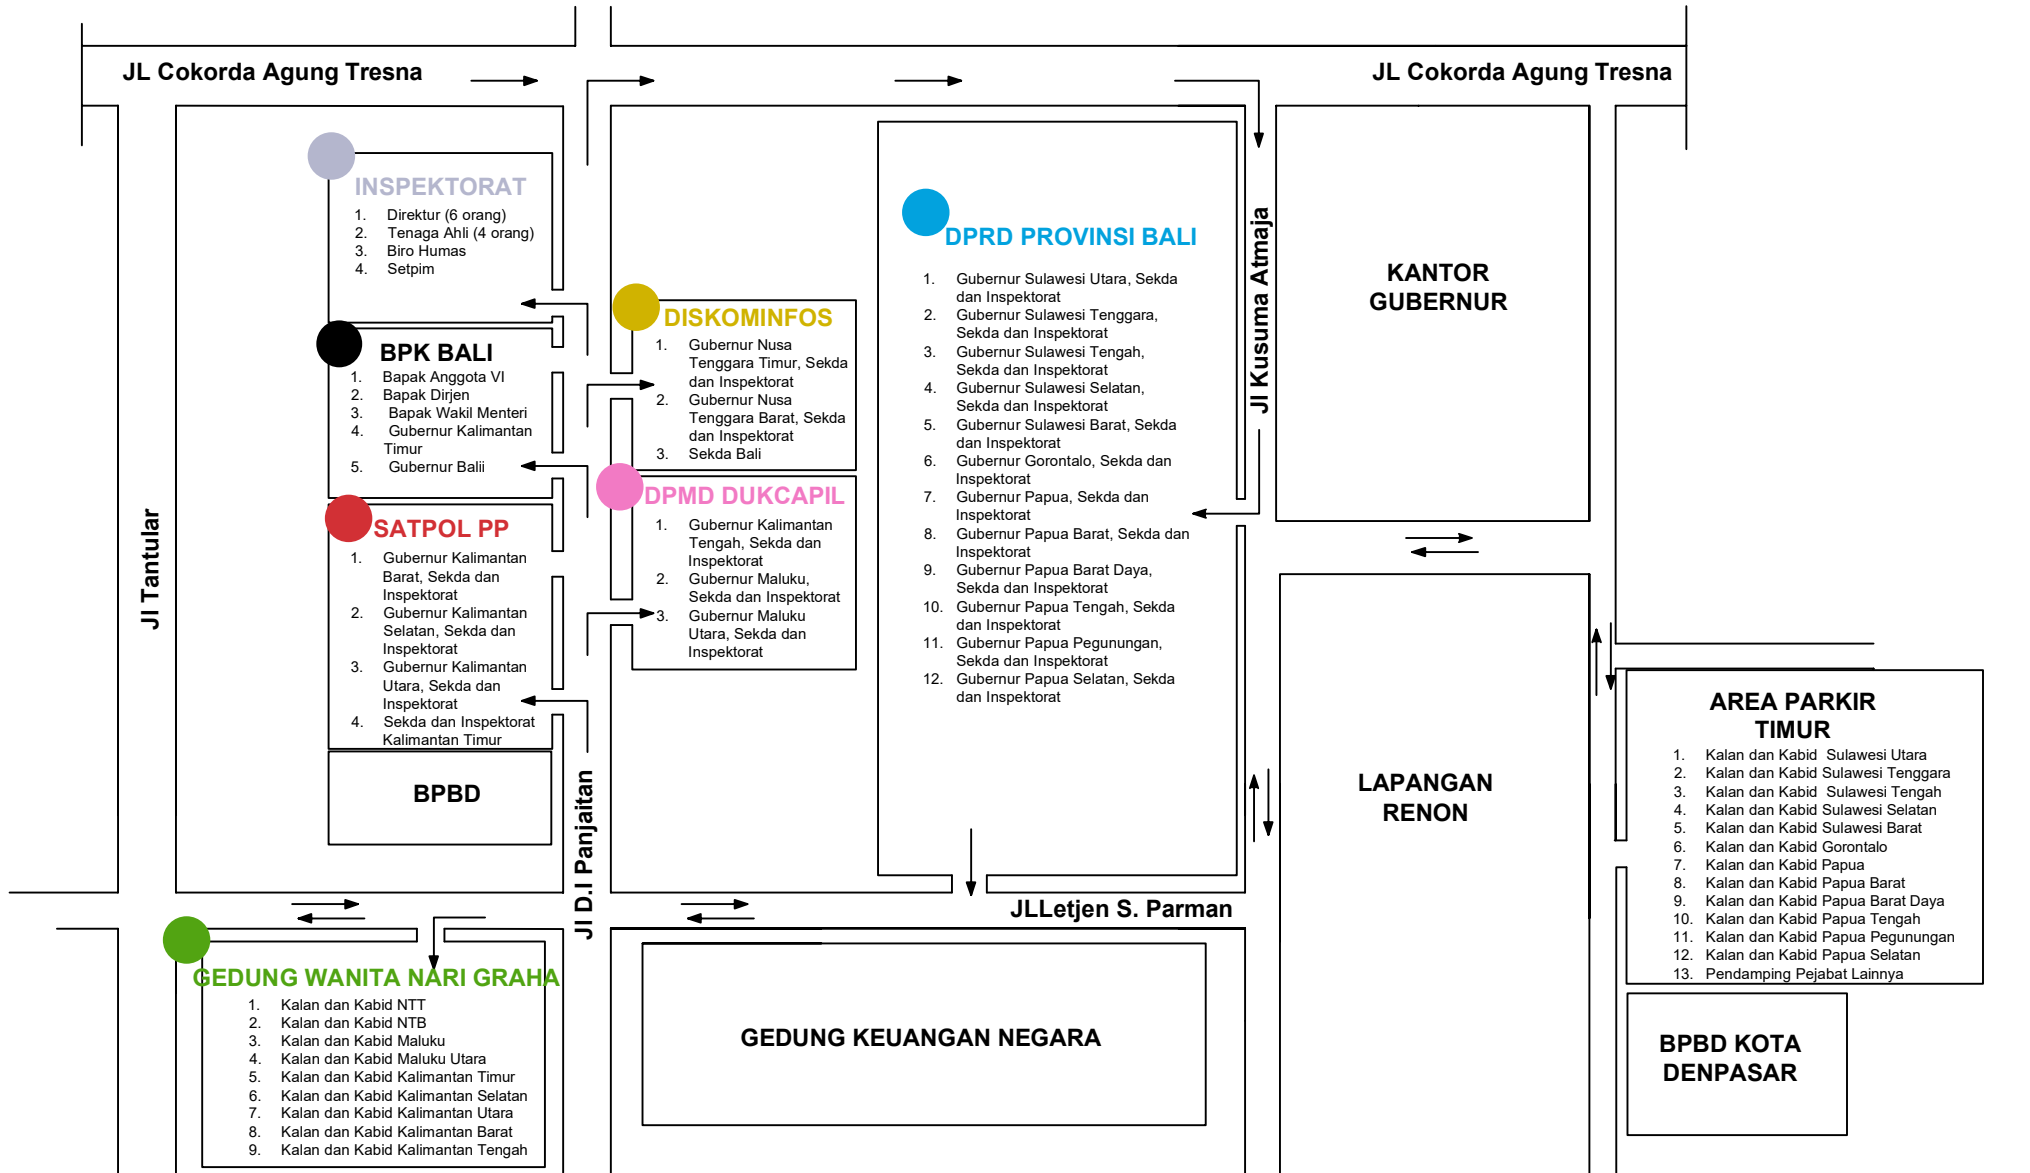 JL Cokorda Agung Tresna
JL Cokorda Agung Tresna
INSPEKTORAT
1. Direktur (6 orang)
2. Tenaga Ahli (4 orang)
3. Biro Humas
4. Setpim
BPK BALI
1. Bapak Anggota VI
2. Bapak Dirjen
3. Bapak Wakil Menteri
4. Gubernur Kalimantan
Timur
5. Gubernur Balii
SATPOL PP
1. Gubernur Kalimantan
Barat, Sekda dan
Inspektorat
2. Gubernur Kalimantan
Selatan, Sekda dan
Inspektorat
3. Gubernur Kalimantan
Utara, Sekda dan
Inspektorat
4. Sekda dan Inspektorat
Kalimantan Timur
BPBD
Jl Tantular
Jl D.I Panjaitan
DISKOMINFOS
1. Gubernur Nusa
Tenggara Timur, Sekda
dan Inspektorat
2. Gubernur Nusa
Tenggara Barat, Sekda
dan Inspektorat
3. Sekda Bali
DPMD DUKCAPIL
1. Gubernur Kalimantan
Tengah, Sekda dan
Inspektorat
2. Gubernur Maluku,
Sekda dan Inspektorat
3. Gubernur Maluku
Utara, Sekda dan
Inspektorat
DPRD PROVINSI BALI
1. Gubernur Sulawesi Utara, Sekda
dan Inspektorat
2. Gubernur Sulawesi Tenggara,
Sekda dan Inspektorat
3. Gubernur Sulawesi Tengah,
Sekda dan Inspektorat
4. Gubernur Sulawesi Selatan,
Sekda dan Inspektorat
5. Gubernur Sulawesi Barat, Sekda
dan Inspektorat
6. Gubernur Gorontalo, Sekda dan
Inspektorat
7. Gubernur Papua, Sekda dan
Inspektorat
8. Gubernur Papua Barat, Sekda dan
Inspektorat
9. Gubernur Papua Barat Daya,
Sekda dan Inspektorat
10. Gubernur Papua Tengah, Sekda
dan Inspektorat
11. Gubernur Papua Pegunungan,
Sekda dan Inspektorat
12. Gubernur Papua Selatan, Sekda
dan Inspektorat
Jl Kusuma Atmaja
KANTOR
GUBERNUR
LAPANGAN
RENON
AREA PARKIR
TIMUR
1. Kalan dan Kabid Sulawesi Utara
2. Kalan dan Kabid Sulawesi Tenggara
3. Kalan dan Kabid Sulawesi Tengah
4. Kalan dan Kabid Sulawesi Selatan
5. Kalan dan Kabid Sulawesi Barat
6. Kalan dan Kabid Gorontalo
7. Kalan dan Kabid Papua
8. Kalan dan Kabid Papua Barat
9. Kalan dan Kabid Papua Barat Daya
10. Kalan dan Kabid Papua Tengah
11. Kalan dan Kabid Papua Pegunungan
12. Kalan dan Kabid Papua Selatan
13. Pendamping Pejabat Lainnya
JLLetjen S. Parman
GEDUNG WANITA NARI GRAHA
1. Kalan dan Kabid NTT
2. Kalan dan Kabid NTB
3. Kalan dan Kabid Maluku
4. Kalan dan Kabid Maluku Utara
5. Kalan dan Kabid Kalimantan Timur
6. Kalan dan Kabid Kalimantan Selatan
7. Kalan dan Kabid Kalimantan Utara
8. Kalan dan Kabid Kalimantan Barat
9. Kalan dan Kabid Kalimantan Tengah
GEDUNG KEUANGAN NEGARA
BPBD KOTA
DENPASAR